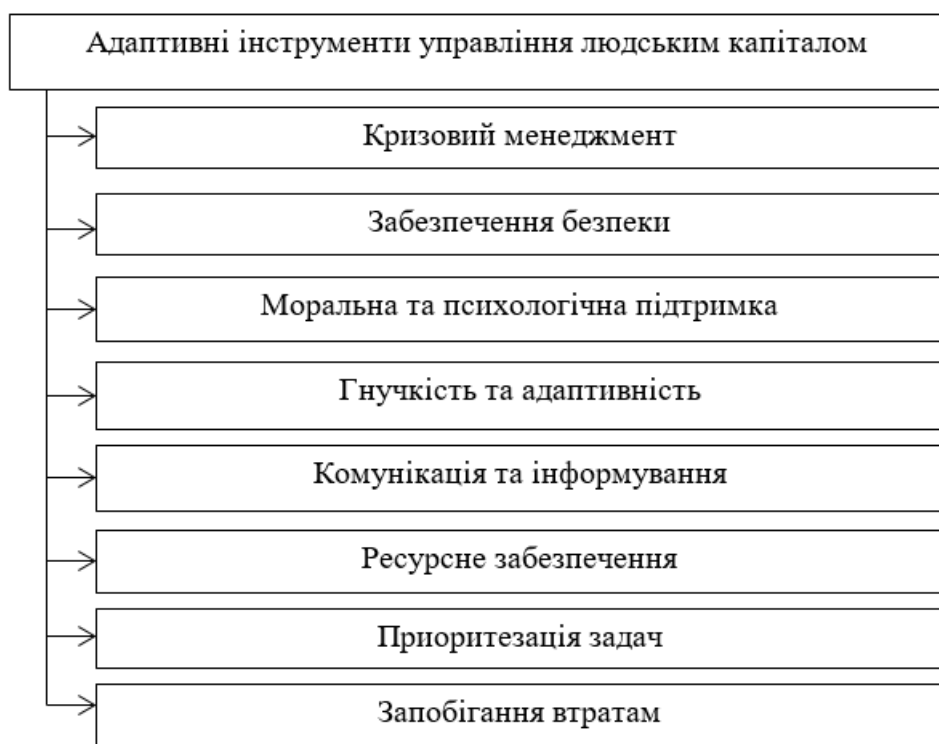 Адаптивні інструменти управління людським капіталом
Кризовий менеджмент
Забезпечення безпеки
Моральна та психологічна підтримка
Гнучкість та адаптивність
Комунікація та інформування
Ресурсне забезпечення
Приоритезація задач
Запобігання втратам